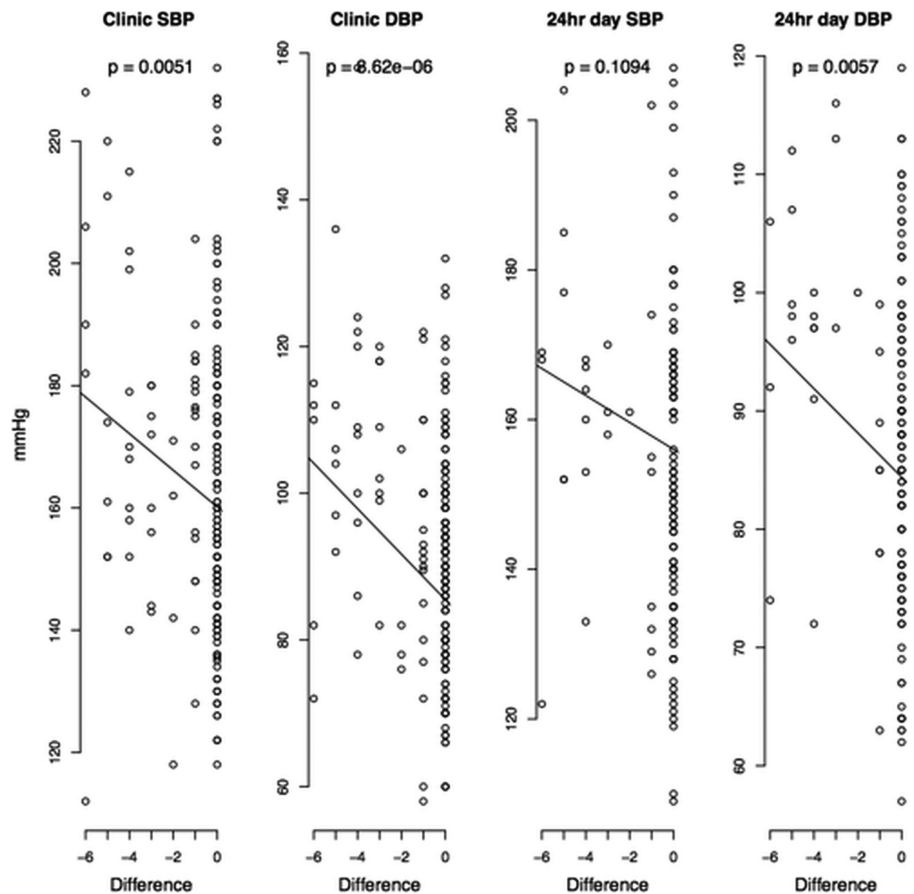 Clinic SBP
Clinic DBP
24hr day SBP
24hr day DBP
p = 0.0051
p = 8.62e−06
p = 0.1094
p = 0.0057
mmHg
220
200
180
160
140
120
160
140
120
100
80
60
200
180
160
140
120
120
110
100
90
80
70
60
−6 −4 −2 0
−6 −4 −2 0
−6 −4 −2 0
−6 −4 −2 0
Difference
Difference
Difference
Difference